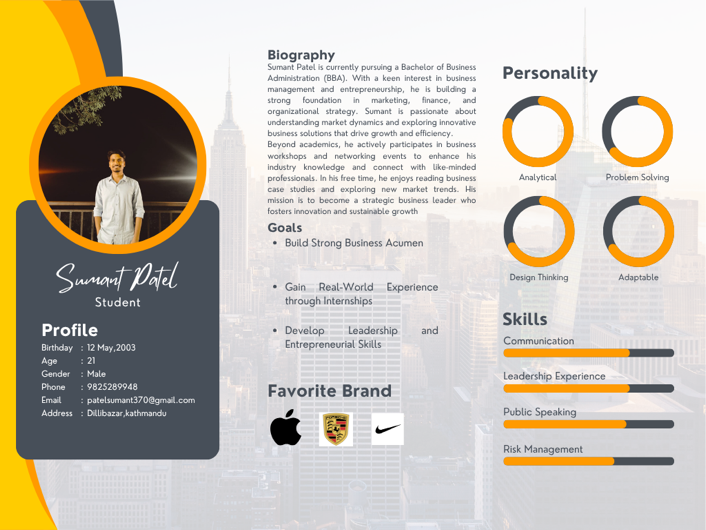 Sumant Patel
Student
Profile
Birthday : 12 May,2003
Age : 21
Gender : Male
Phone : 9825289948
Email : patelsumant370@gmail.com
Address : Dillibazar,kathmandu
Biography
Sumant Patel is currently pursuing a Bachelor of Business
Administration (BBA). With a keen interest in business
management and entrepreneurship, he is building a
strong foundation in marketing, finance, and
organizational strategy. Sumant is passionate about
understanding market dynamics and exploring innovative
business solutions that drive growth and efficiency.
Beyond academics, he actively participates in business
workshops and networking events to enhance his
industry knowledge and connect with like-minded
professionals. In his free time, he enjoys reading business
case studies and exploring new market trends. His
mission is to become a strategic business leader who
fosters innovation and sustainable growth
Goals
• Build Strong Business Acumen
• Gain Real-World Experience
through Internships
• Develop Leadership and
Entrepreneurial Skills
Favorite Brand
Personality
Analytical
Problem Solving
Design Thinking
Adaptable
Skills
Communication
Leadership Experience
Public Speaking
Risk Management